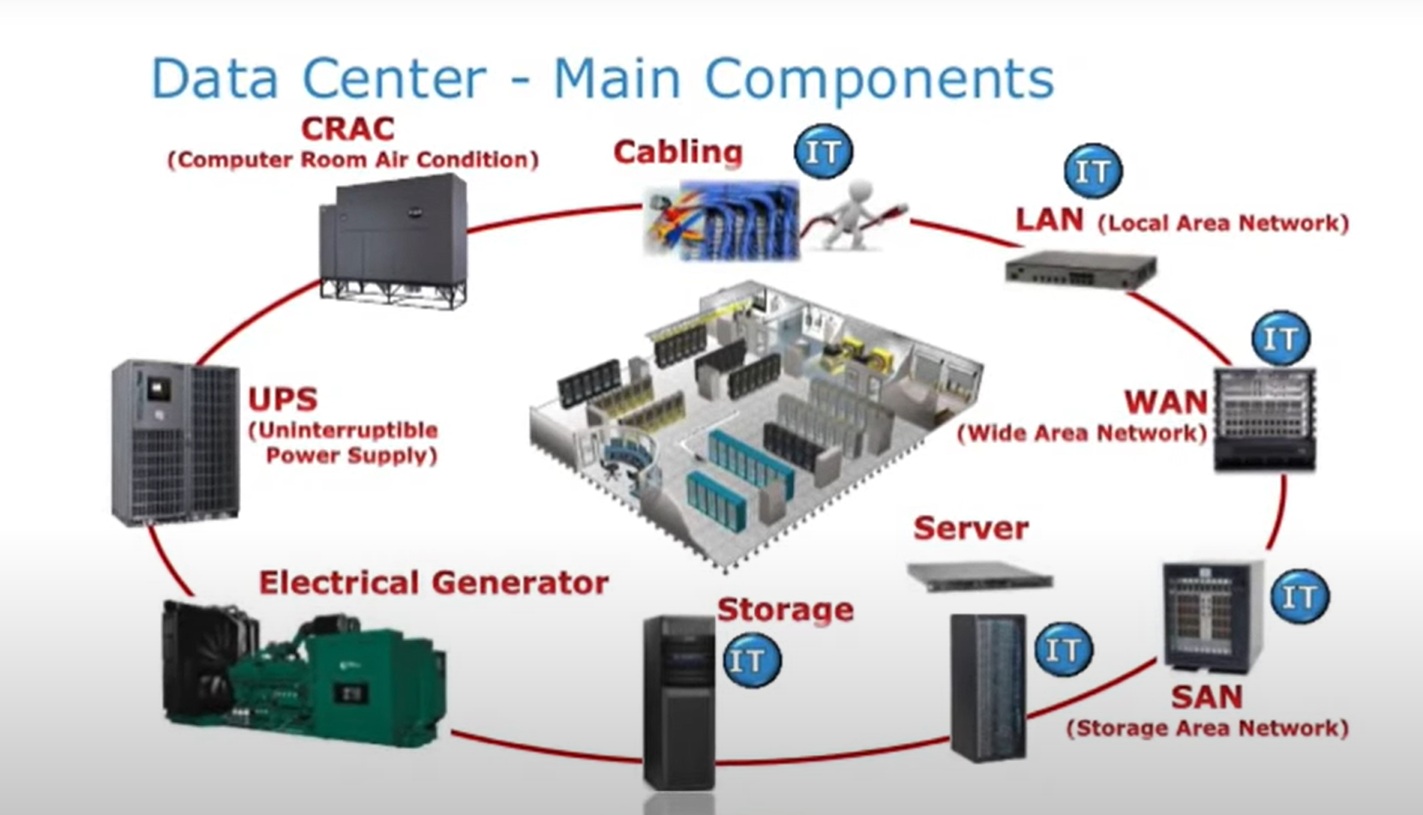 Data Center - Main Components
CRAC
(Computer Room Air Condition)
Cabling
IT
IT
LAN (Local Area Network)
IT
WAN
(Wide Area Network)
UPS
(Uninterruptible
Power Supply)
Server
IT
Electrical Generator
Storage
IT
IT
SAN
(Storage Area Network)